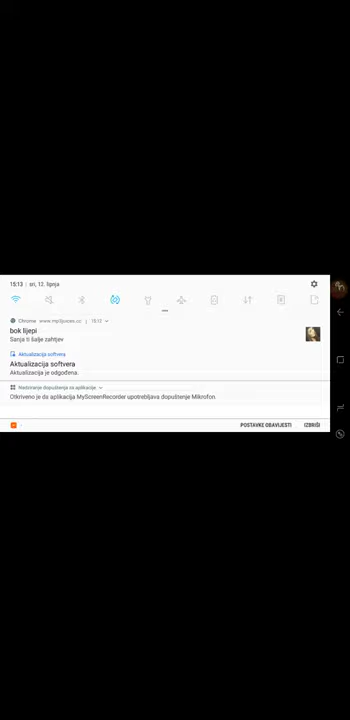 15:13 | sri, 12. lipnja
Chrome www.mp3juices.cc | 15:12
bok lijepi
Sanja ti šalje zahtjev
Aktualizacija softvera
Aktualizacija softvera
Aktualizacija je odgođena.
Nadziranje dopuštenja za aplikacije
Otkriveno je da aplikacija MyScreenRecorder upotrebljava dopuštenje Mikrofon.
POSTAVKE OBAVIJESTI IZBRIŠI